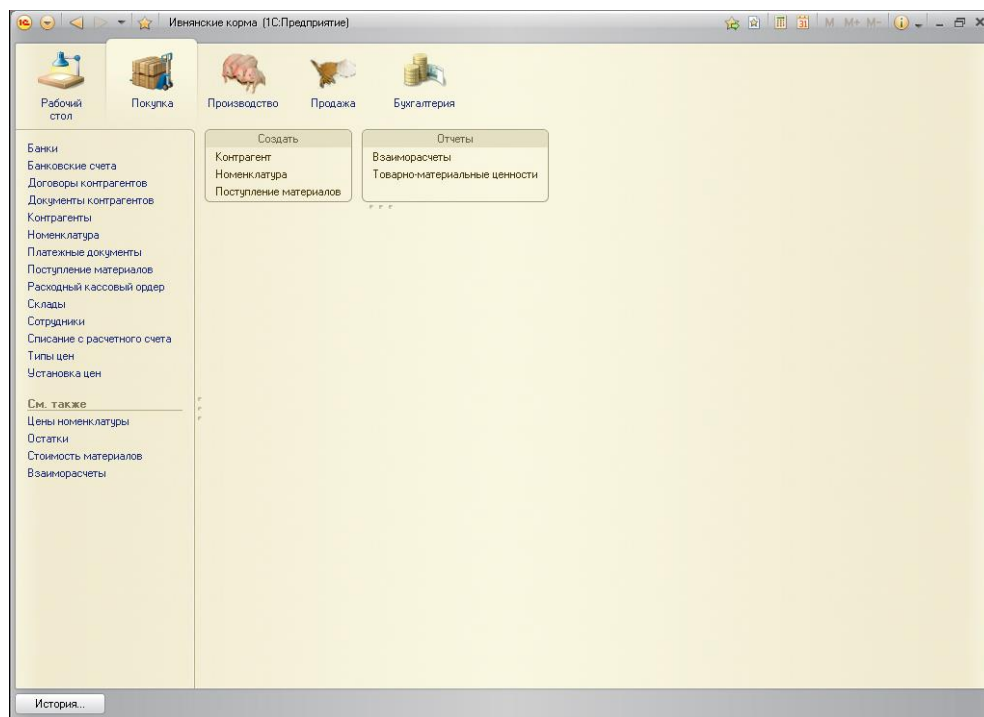 Ивнянские корма (1С:Предприятие)
31 M M+ M-
Рабочий стол
Покупка
Производство
Продажа
Бухгалтерия
Банки
Банковские счета
Договоры контрагентов
Документы контрагентов
Контрагенты
Номенклатура
Платежные документы
Поступление материалов
Расходный кассовый ордер
Склады
Сотрудники
Списание с расчетного счета
Типы цен
Установка цен
См. также
Цены номенклатуры
Остатки
Стоимость материалов
Взаиморасчеты
Создать
Контрагент
Номенклатура
Поступление материалов
Отчеты
Взаиморасчеты
Товарно-материальные ценности
История...